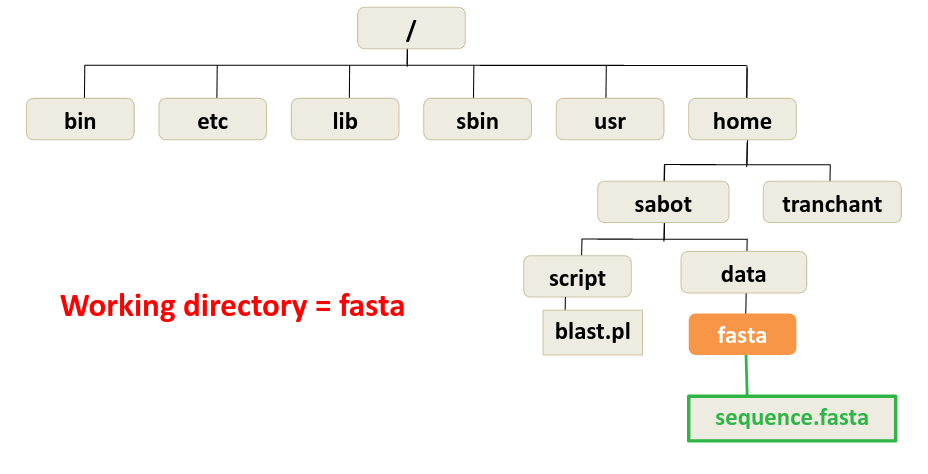 /
bin
etc
lib
sbin
usr
home
sabot
tranchant
script
data
Working directory = fasta
blast.pl
fasta
sequence.fasta